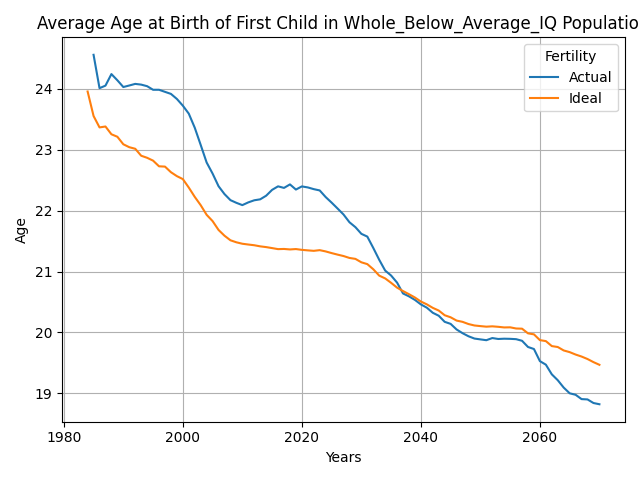 Average Age at Birth of First Child in Whole_Below_Average_IQ Populatio
Fertility
Actual
Ideal
Age
24
23
22
21
20
19
1980
2000
2020
2040
2060
Years